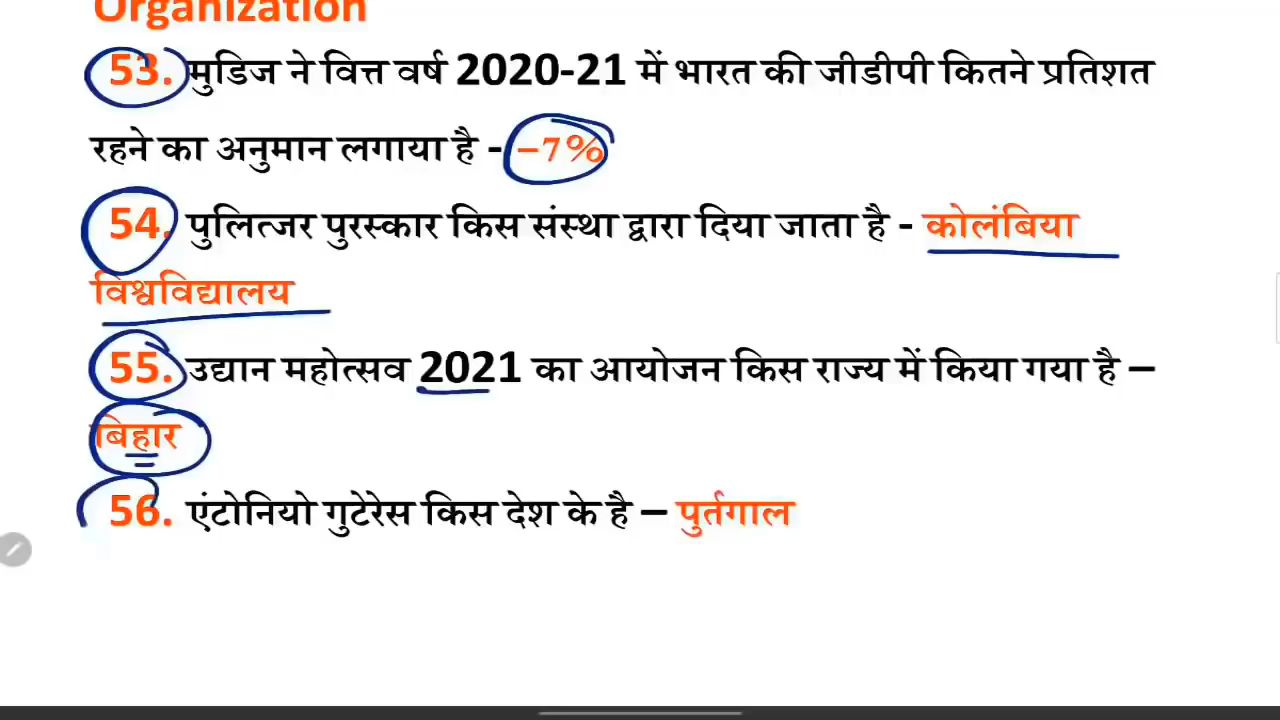 Organization
53. मुडिज ने वित्त वर्ष 2020-21 में भारत की जीडीपी कितने प्रतिशत
रहने का अनुमान लगाया है - –7%
54. पुलित्जर पुरस्कार किस संस्था द्वारा दिया जाता है - कोलंबिया
विश्वविद्यालय
55. उद्यान महोत्सव 2021 का आयोजन किस राज्य में किया गया है –
बिहार
56. एंटोनियो गुटेरेस किस देश के है – पुर्तगाल